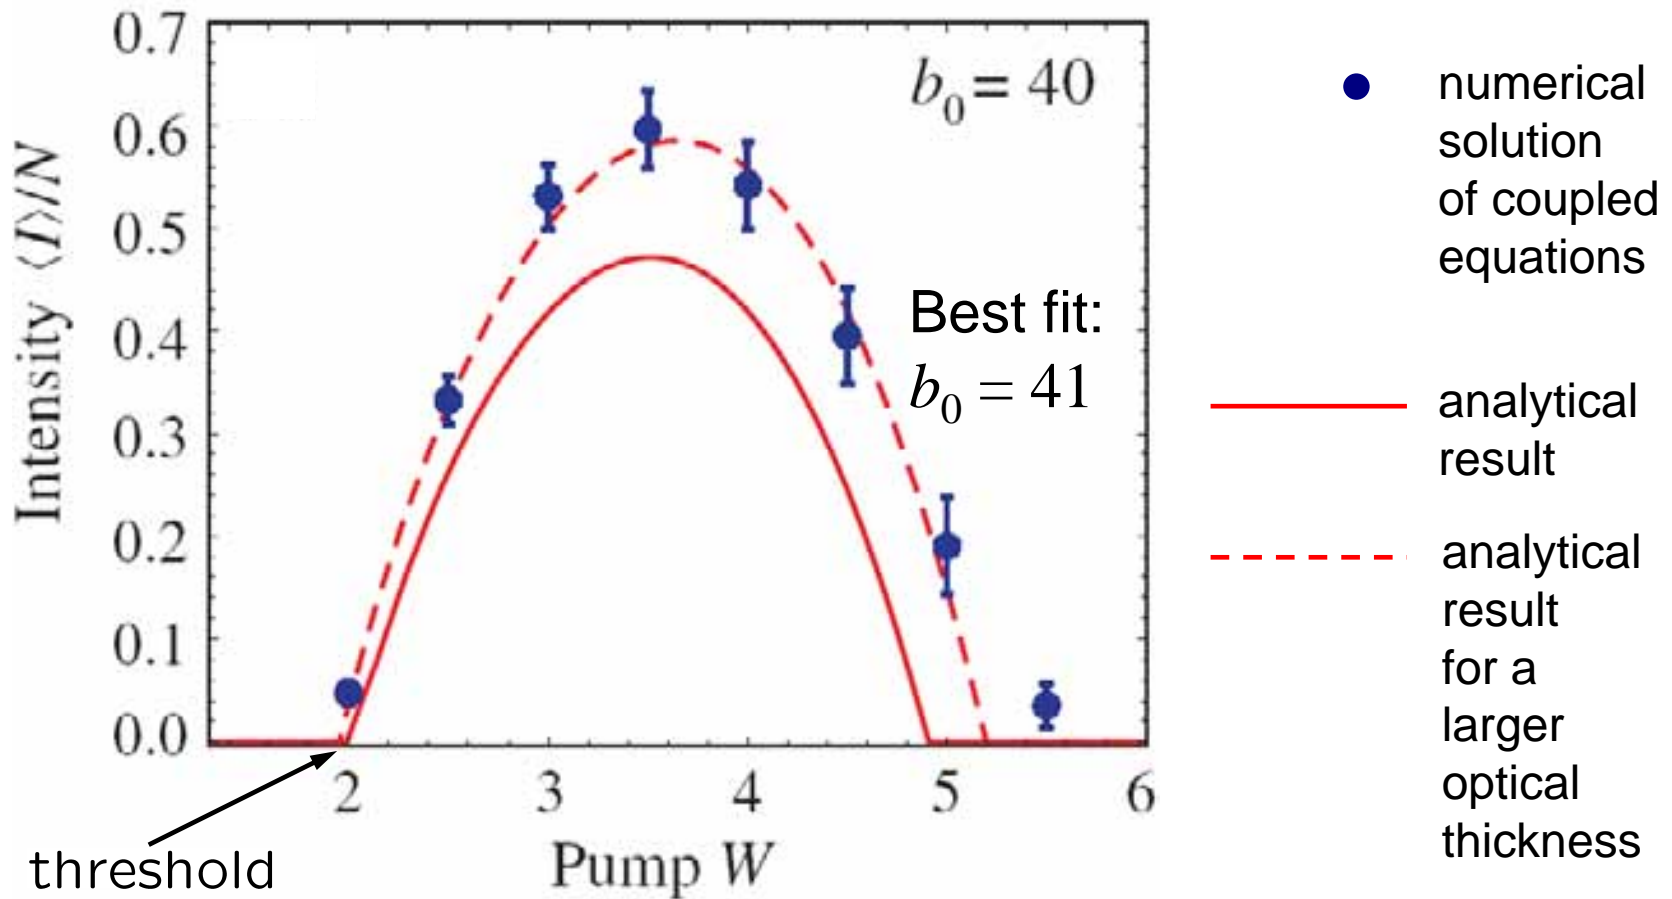 0.7
0.6
0.5
0.4
0.3
0.2
0.1
0.0
Intensity ⟨I⟩/N
b0 = 40
Best fit:
b0 = 41
2 3 4 5 6
Pump W
threshold
numerical
solution
of coupled
equations
analytical
result
analytical
result
for a
larger
optical
thickness